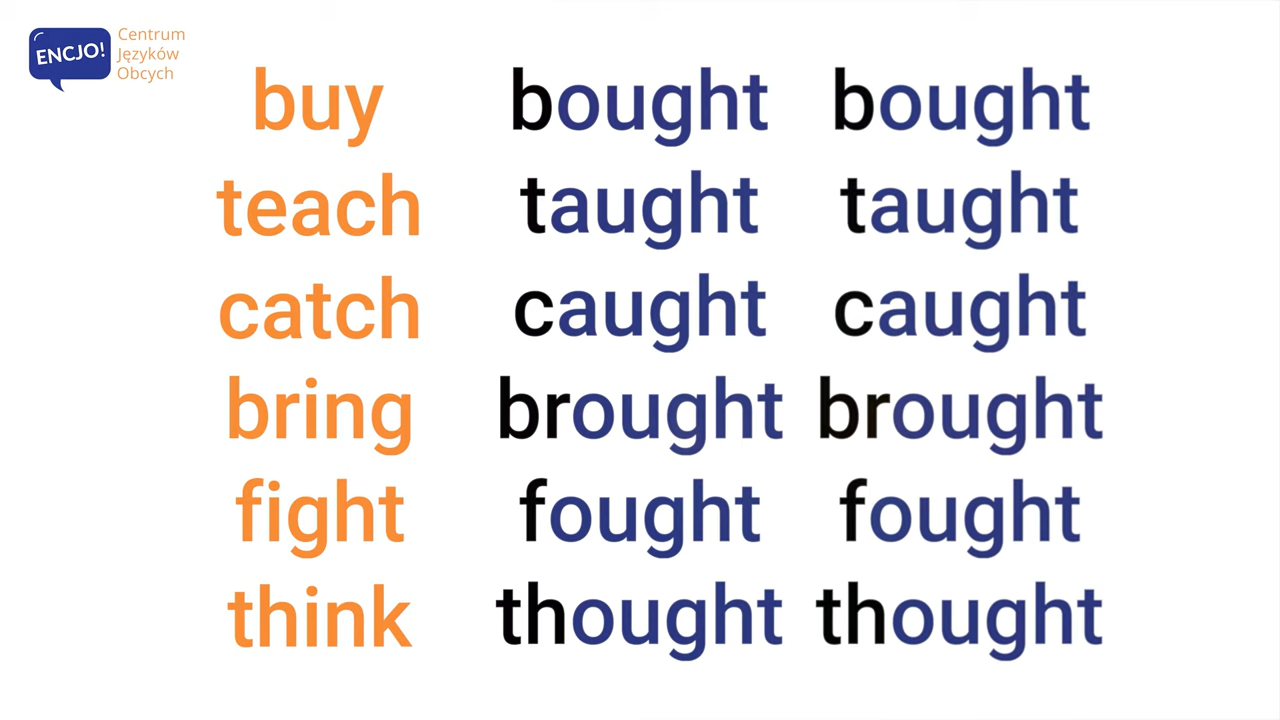 ENCJO!
Centrum
Języków
Obcych
buy bought bought
teach taught taught
catch caught caught
bring brought brought
fight fought fought
think thought thought